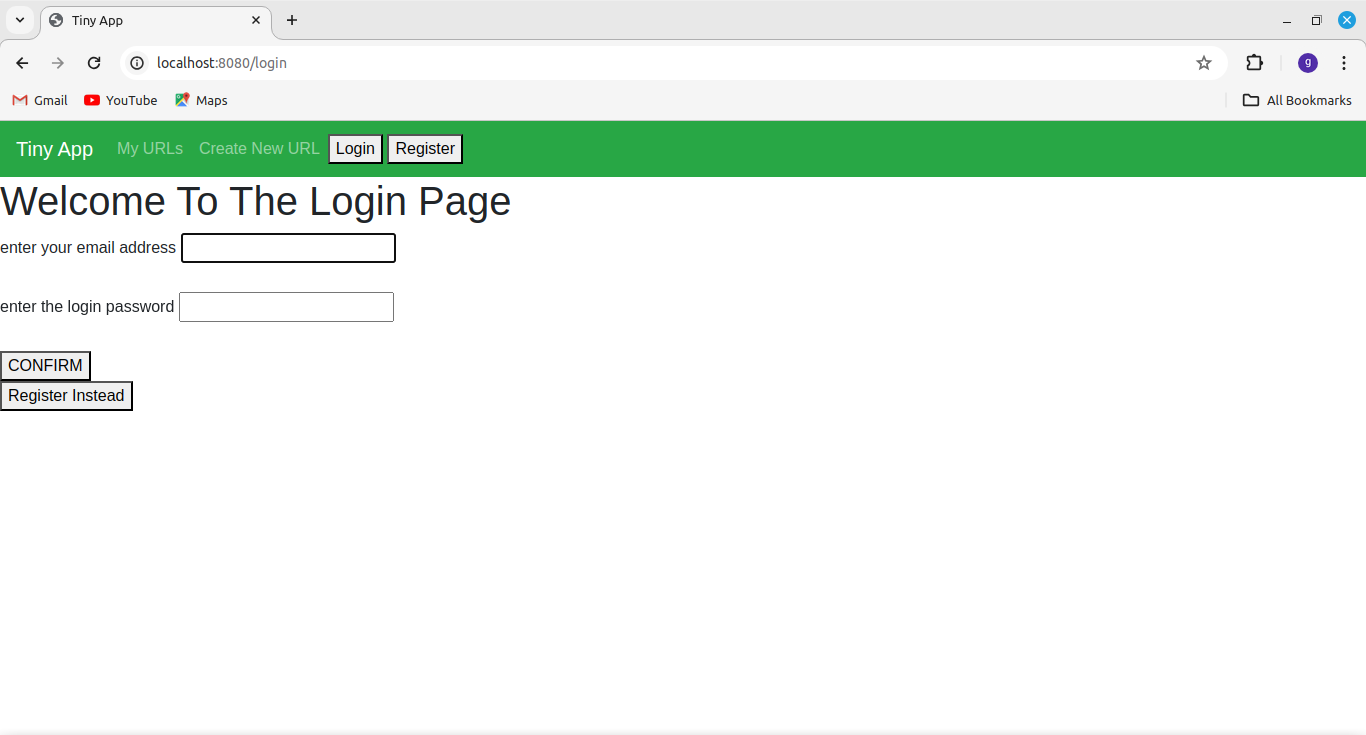 Tiny App
localhost:8080/login
g
Gmail YouTube Maps All Bookmarks
Tiny App My URLs Create New URL Login Register
Welcome To The Login Page
enter your email address
enter the login password
CONFIRM
Register Instead